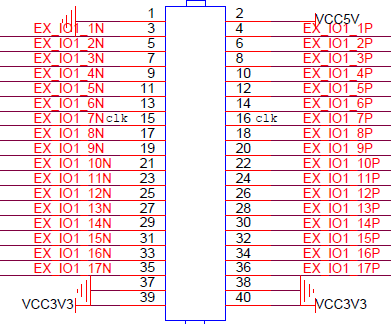 1 2 VCC5V
EX_IO1_1N 3 4 EX_IO1_1P
EX_IO1_2N 5 6 EX_IO1_2P
EX_IO1_3N 7 8 EX_IO1_3P
EX_IO1_4N 9 10 EX_IO1_4P
EX_IO1_5N 11 12 EX_IO1_5P
EX_IO1_6N 13 14 EX_IO1_6P
EX_IO1_7N clk 15 16 clk EX_IO1_7P
EX_IO1_8N 17 18 EX_IO1_8P
EX_IO1_9N 19 20 EX_IO1_9P
EX_IO1_10N 21 22 EX_IO1_10P
EX_IO1_11N 23 24 EX_IO1_11P
EX_IO1_12N 25 26 EX_IO1_12P
EX_IO1_13N 27 28 EX_IO1_13P
EX_IO1_14N 29 30 EX_IO1_14P
EX_IO1_15N 31 32 EX_IO1_15P
EX_IO1_16N 33 34 EX_IO1_16P
EX_IO1_17N 35 36 EX_IO1_17P
37 38
VCC3V3 39 40 VCC3V3